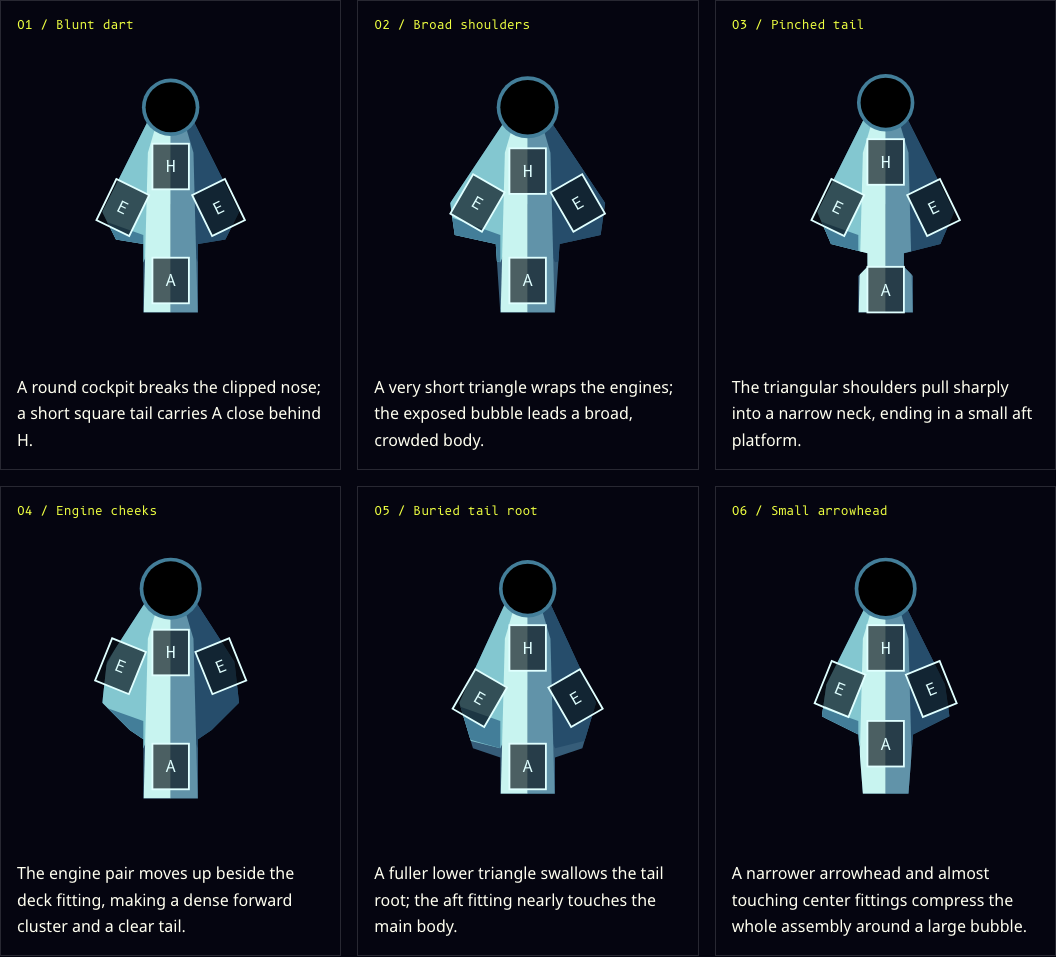 01 / Blunt dart
H
E
E
A
A round cockpit breaks the clipped nose;
a short square tail carries A close behind
H.
02 / Broad shoulders
H
E
E
A
A very short triangle wraps the engines;
the exposed bubble leads a broad,
crowded body.
03 / Pinched tail
H
E
E
A
The triangular shoulders pull sharply
into a narrow neck, ending in a small aft
platform.
04 / Engine cheeks
H
E
E
A
The engine pair moves up beside the
deck fitting, making a dense forward
cluster and a clear tail.
05 / Buried tail root
H
E
E
A
A fuller lower triangle swallows the tail
root; the aft fitting nearly touches the
main body.
06 / Small arrowhead
H
E
E
A
A narrower arrowhead and almost
touching center fittings compress the
whole assembly around a large bubble.